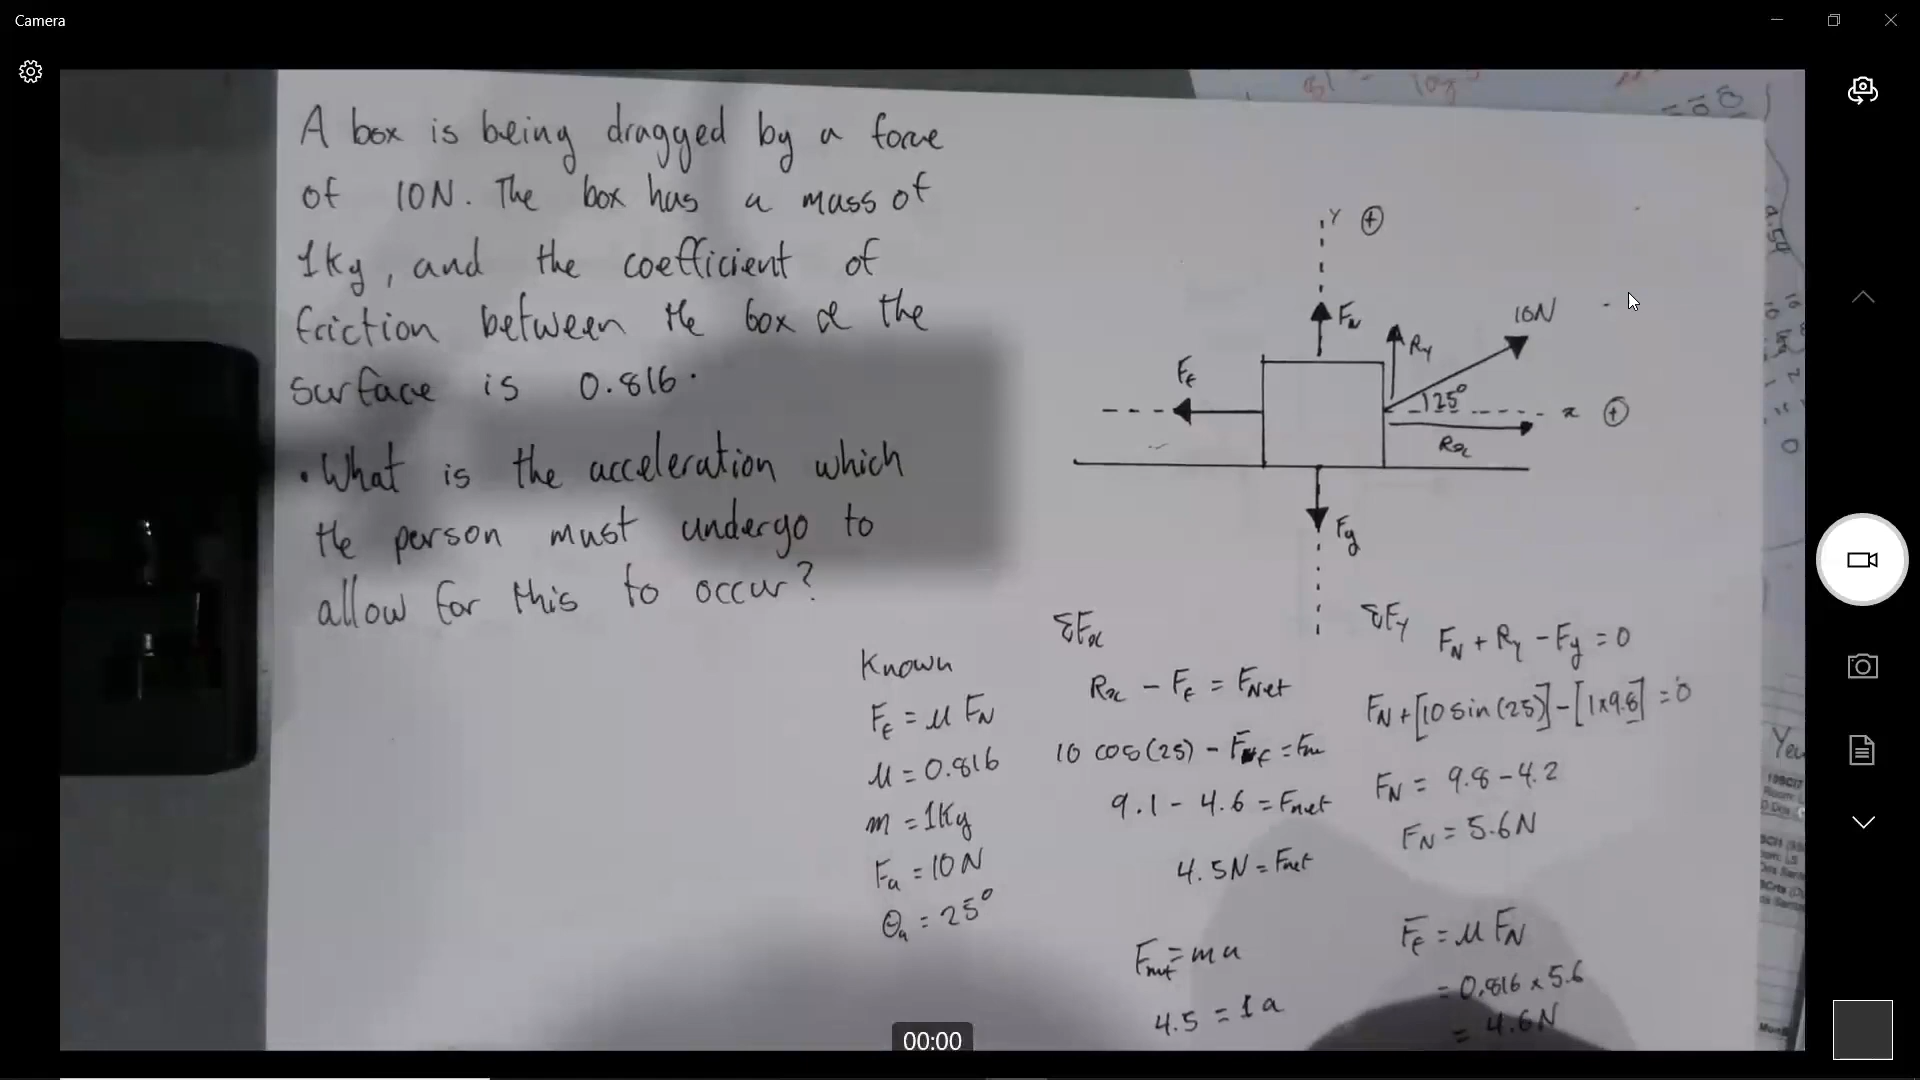 Camera
A box is being dragged by a force
of 10N. The box has a mass of
1kg, and the coefficient of
friction between the box & the
surface is 0.816.
• What is the acceleration which
the person must undergo to
allow for this to occur?
Y +
FN
Ry
10N
25°
x +
Rx
Ff
Fg
Known
Ff = μ FN
μ = 0.816
m = 1kg
Fa = 10N
θa = 25°
ΣFx
Rx - Ff = FNet
10 cos(25) - Ff = Fnet
9.1 - 4.6 = Fnet
4.5N = Fnet
Fnet = ma
4.5 = 1a
ΣFy
FN + Ry - Fg = 0
FN + [10 sin(25)] - [1x9.8] = 0
FN = 9.8 - 4.2
FN = 5.6N
Ff = μ FN
= 0.816 x 5.6
= 4.6N
00:00